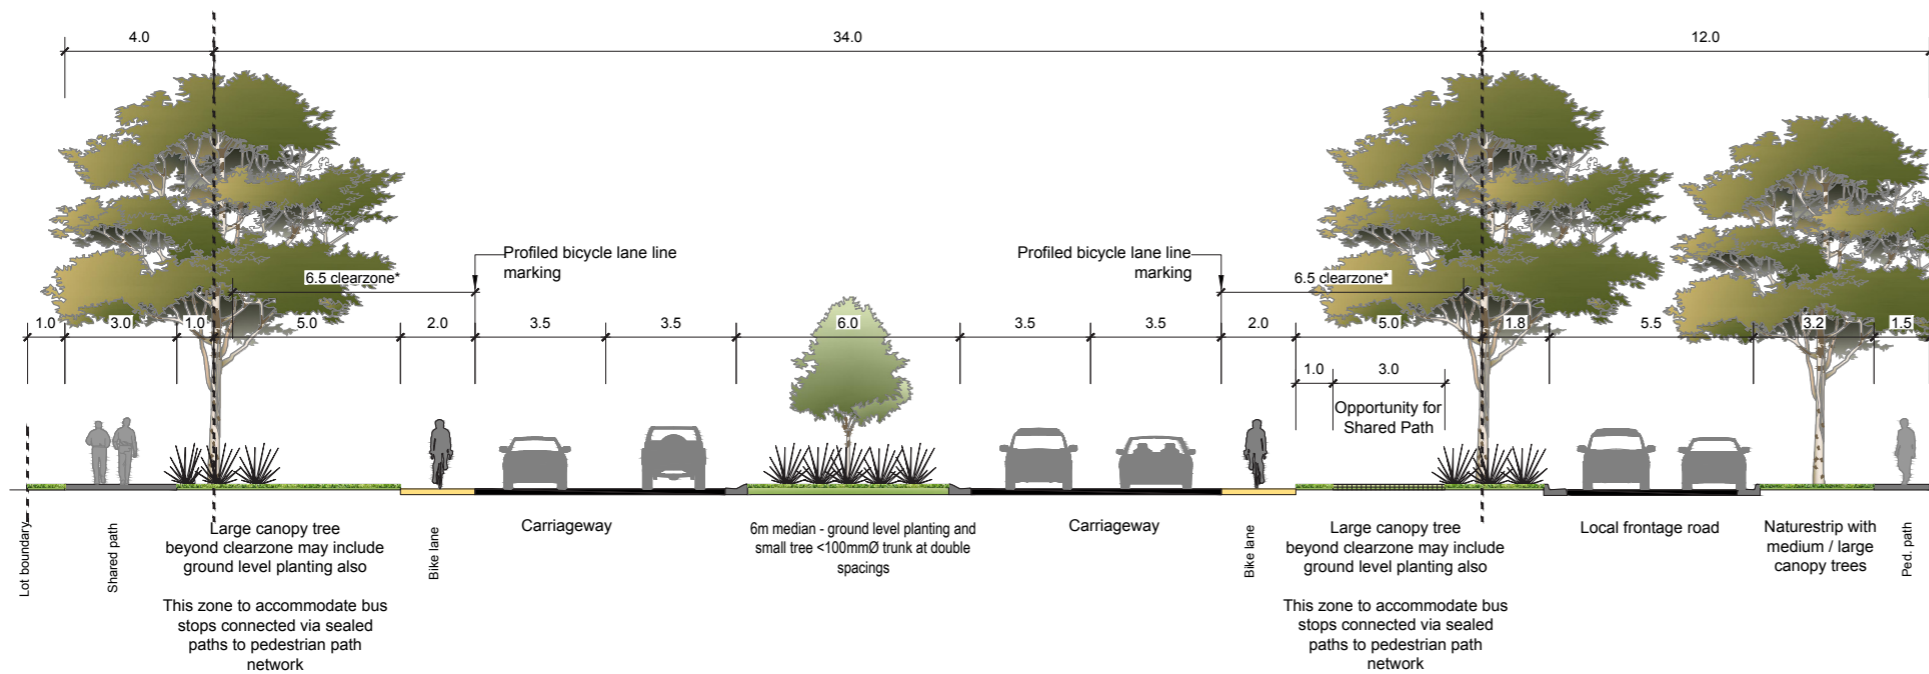 4.0
34.0
12.0
Profiled bicycle lane line
marking
Profiled bicycle lane line
marking
6.5 clearzone*
6.5 clearzone*
1.0
3.0
1.0
5.0
2.0
3.5
3.5
6.0
3.5
3.5
2.0
5.0
1.8
5.5
3.2
1.5
1.0
3.0
Opportunity for
Shared Path
Lot boundary
Shared path
Large canopy tree
beyond clearzone may include
ground level planting also
This zone to accommodate bus
stops connected via sealed
paths to pedestrian path
network
Bike lane
Carriageway
6m median - ground level planting and
small tree <100mmØ trunk at double
spacings
Carriageway
Bike lane
Large canopy tree
beyond clearzone may include
ground level planting also
This zone to accommodate bus
stops connected via sealed
paths to pedestrian path
network
Local frontage road
Naturestrip with
medium / large
canopy trees
Ped. path